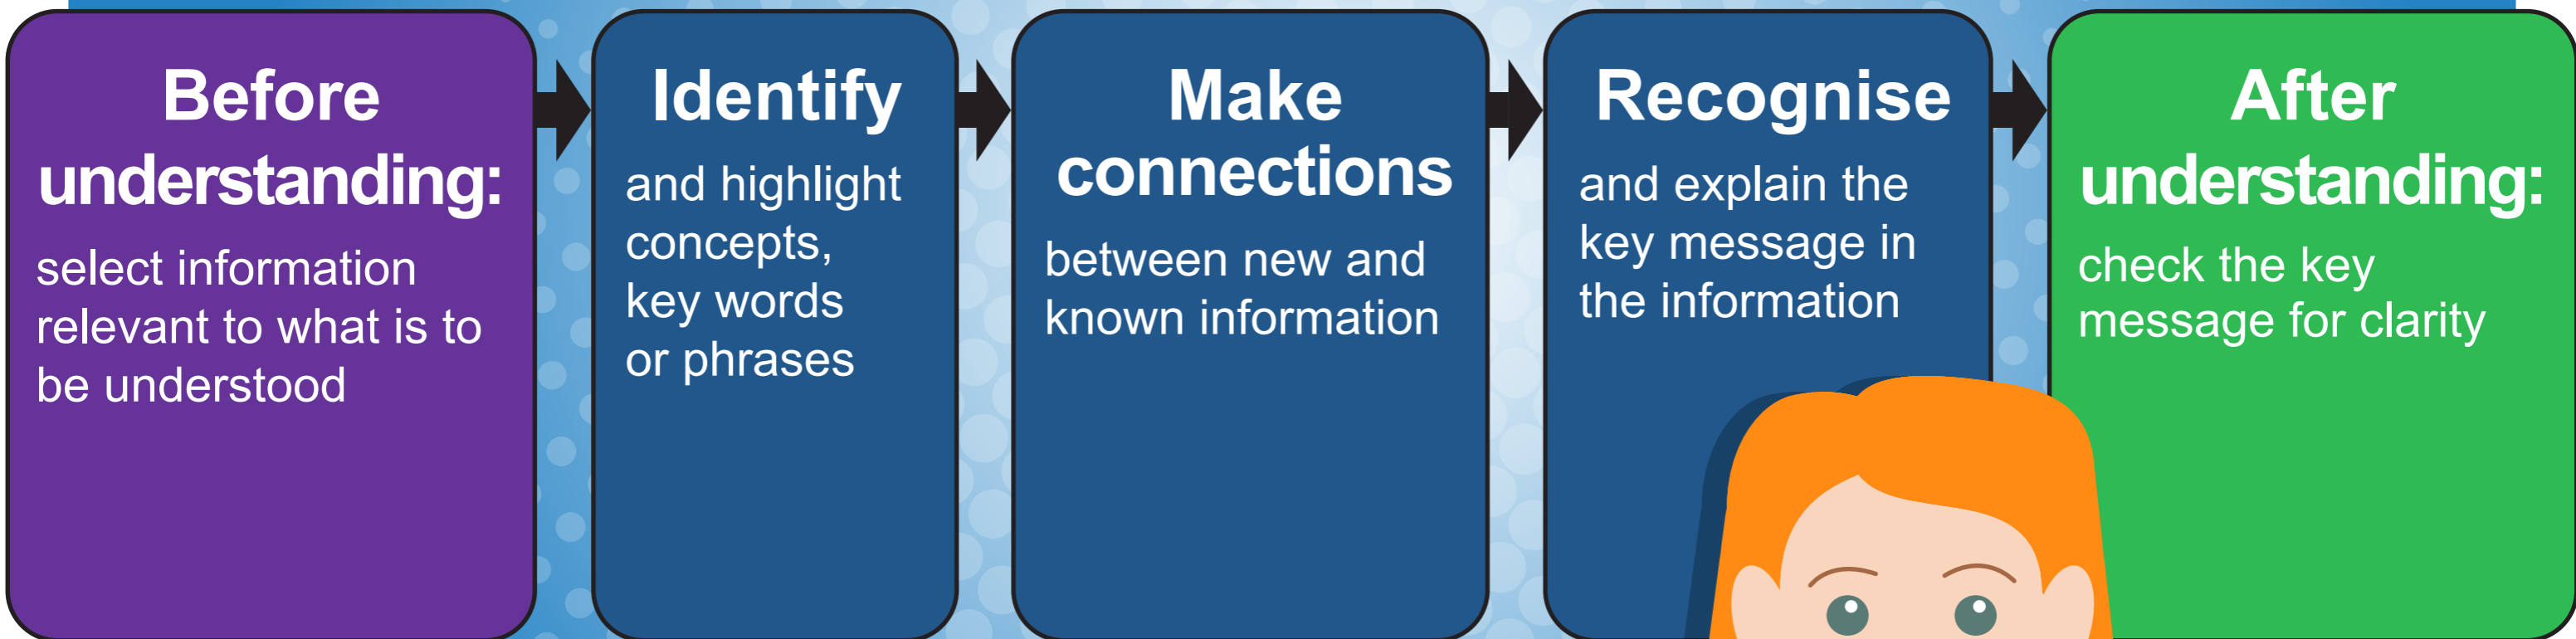 Before
understanding:
select information
relevant to what is to
be understood
Identify
and highlight
concepts,
key words
or phrases
Make
connections
between new and
known information
Recognise
and explain the
key message in
the information
After
understanding:
check the key
message for clarity